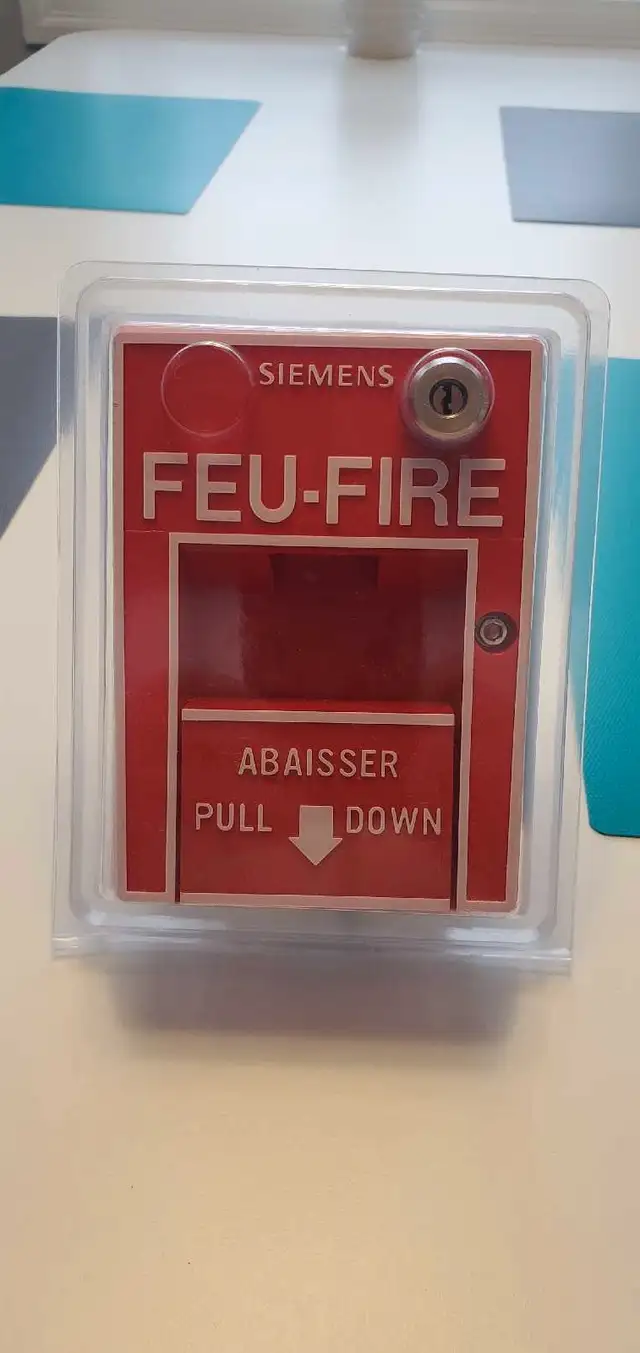 SIEMENS
FEU-FIRE
ABAISSER
PULL DOWN